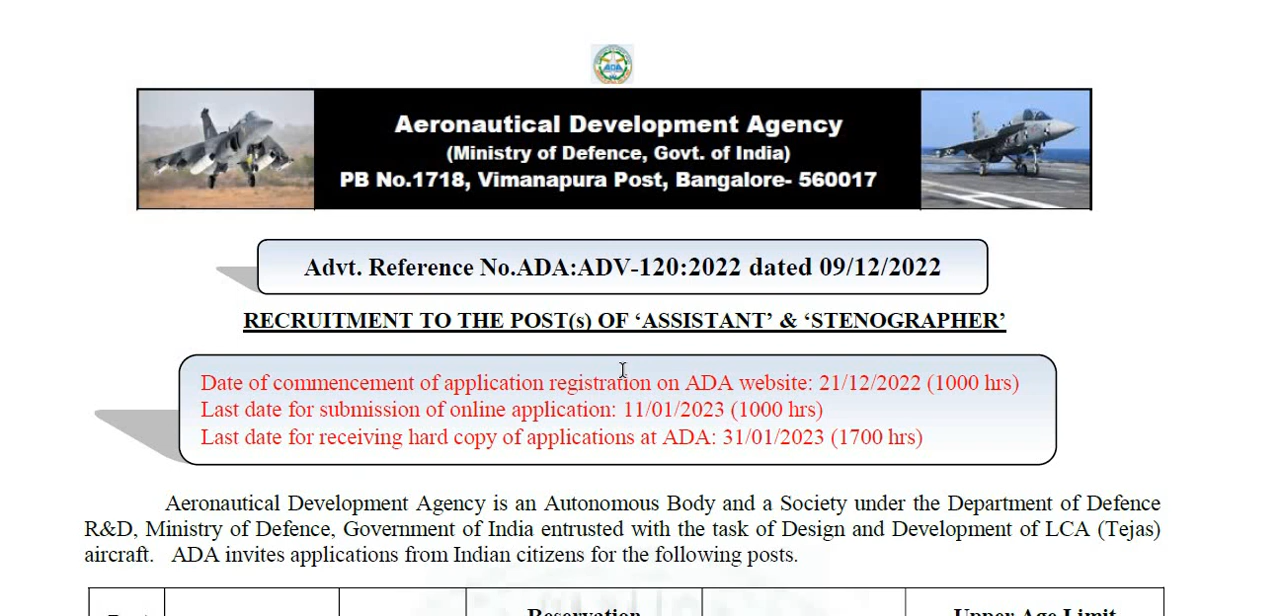 ADA
Aeronautical Development Agency
(Ministry of Defence, Govt. of India)
PB No.1718, Vimanapura Post, Bangalore- 560017
Advt. Reference No.ADA:ADV-120:2022 dated 09/12/2022
RECRUITMENT TO THE POST(s) OF ‘ASSISTANT’ & ‘STENOGRAPHER’
Date of commencement of application registration on ADA website: 21/12/2022 (1000 hrs)
Last date for submission of online application: 11/01/2023 (1000 hrs)
Last date for receiving hard copy of applications at ADA: 31/01/2023 (1700 hrs)
Aeronautical Development Agency is an Autonomous Body and a Society under the Department of Defence
R&D, Ministry of Defence, Government of India entrusted with the task of Design and Development of LCA (Tejas)
aircraft. ADA invites applications from Indian citizens for the following posts.
Reservation Upper Age Limit